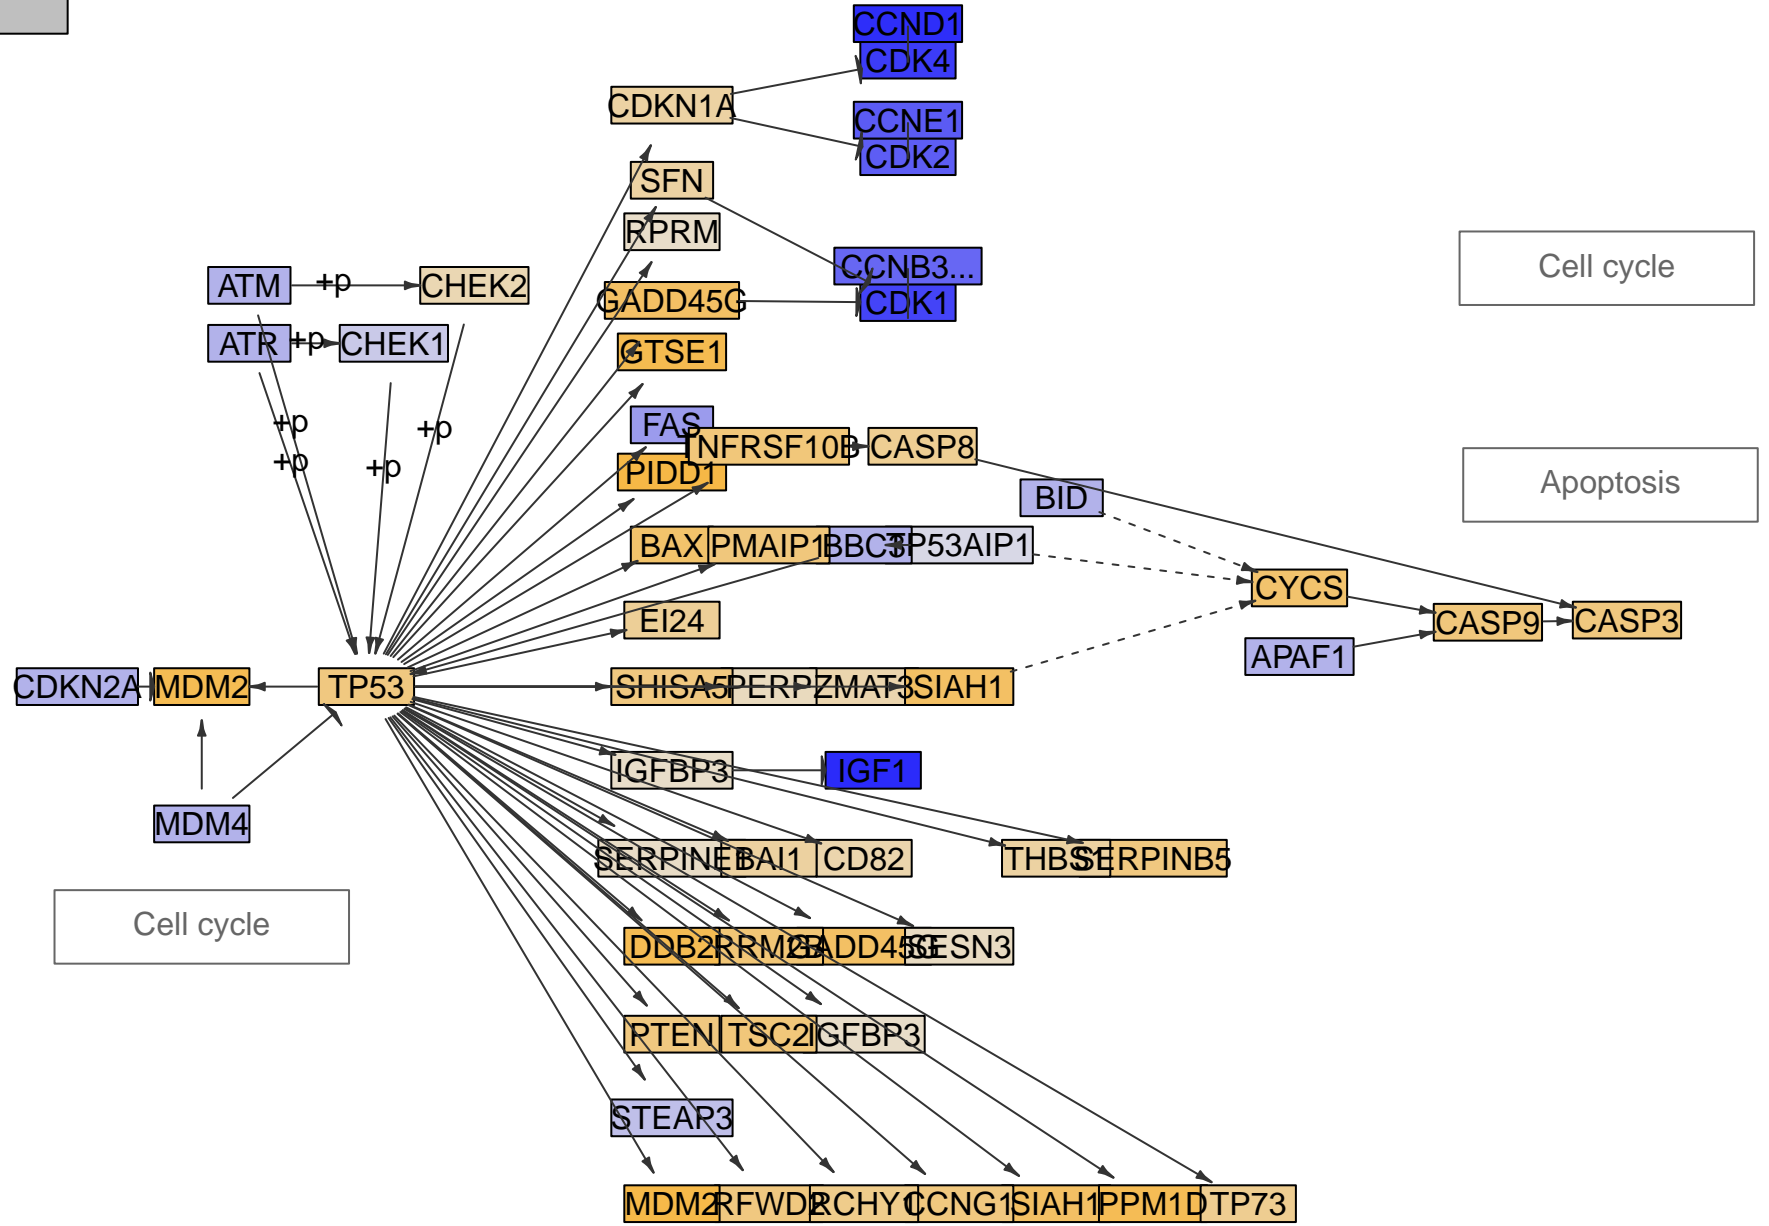 CCND1
CDK4
CDKN1A
CCNE1
CDK2
SFN
RPRM
CCNB3...
Cell cycle
ATM
+p
CHEK2
GADD45G
CDK1
ATR
+p
CHEK1
GTSE1
+p
+p
FAS
TNFRSF10B
CASP8
+p
+p
PIDD1
Apoptosis
BID
BAX
PMAIP1
BBC3
TP53AIP1
CYCS
EI24
CASP9
CASP3
APAF1
CDKN2A
MDM2
TP53
SHISA5
PERP
ZMAT3
SIAH1
IGFBP3
IGF1
MDM4
SERPINE1
BAI1
CD82
THBS1
SERPINB5
Cell cycle
DDB2
RRM2B
GADD45G
SESN3
PTEN
TSC2
IGFBP3
STEAP3
MDM2
RFWD2
RCHY1
CCNG1
SIAH1
PPM1D
TP73